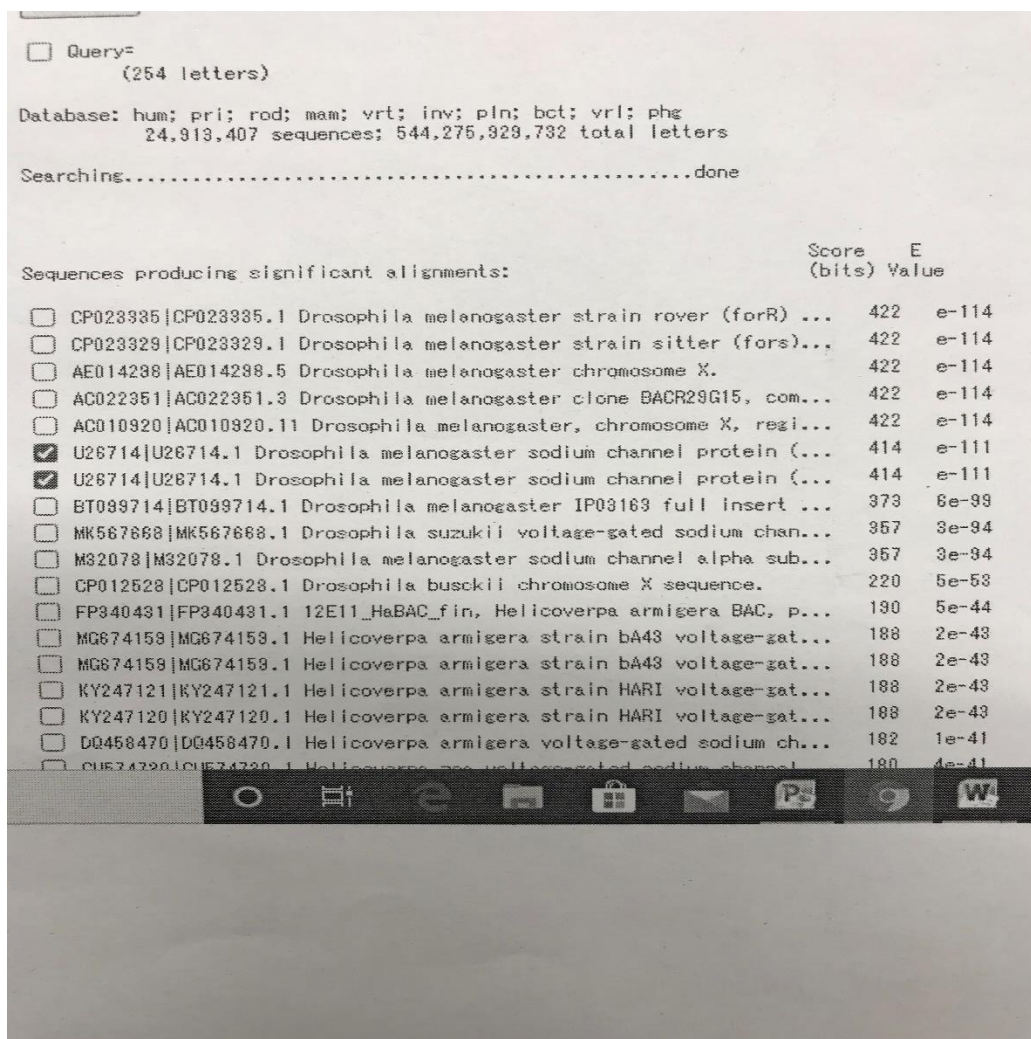 Query=
(254 letters)
Database: hum; pri; rod; mam; vrt; inv; pln; bct; vrl; phg
24,913,407 sequences; 544,275,929,732 total letters
Searching..................................................done
Score E
Sequences producing significant alignments: (bits) Value
CP023335|CP023335.1 Drosophila melanogaster strain rover (forR) ... 422 e-114
CP023329|CP023329.1 Drosophila melanogaster strain sitter (fors)... 422 e-114
AE014298|AE014298.5 Drosophila melanogaster chromosome X. 422 e-114
AC022351|AC022351.3 Drosophila melanogaster clone BACR29G15, com... 422 e-114
AC010920|AC010920.11 Drosophila melanogaster, chromosome X, regi... 422 e-114
U26714|U26714.1 Drosophila melanogaster sodium channel protein (... 414 e-111
U26714|U26714.1 Drosophila melanogaster sodium channel protein (... 414 e-111
BT099714|BT099714.1 Drosophila melanogaster IP03163 full insert ... 373 6e-99
MK567668|MK567668.1 Drosophila suzukii voltage-gated sodium chan... 357 3e-94
M32078|M32078.1 Drosophila melanogaster sodium channel alpha sub... 357 3e-94
CP012528|CP012528.1 Drosophila busckii chromosome X sequence. 220 5e-53
FP340431|FP340431.1 12E11_HaBAC_fin, Helicoverpa armigera BAC, p... 190 5e-44
MG674159|MG674159.1 Helicoverpa armigera strain bA43 voltage-gat... 188 2e-43
MG674159|MG674159.1 Helicoverpa armigera strain bA43 voltage-gat... 188 2e-43
KY247121|KY247121.1 Helicoverpa armigera strain HARI voltage-gat... 188 2e-43
KY247120|KY247120.1 Helicoverpa armigera strain HARI voltage-gat... 188 2e-43
DQ458470|DQ458470.1 Helicoverpa armigera voltage-gated sodium ch... 182 1e-41
180 4e-41